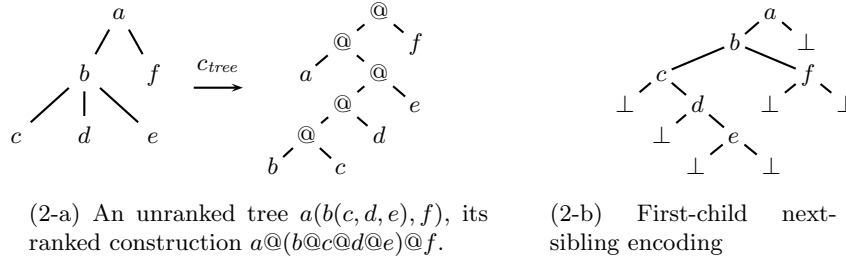 a @ a
@ f b ⊥
b f c_tree a @ c f
@ e ⊥ d ⊥ ⊥
c d e @ d ⊥ e
b c ⊥ ⊥
(2-a) An unranked tree a(b(c, d, e), f), its
ranked construction a@(b@c@d@e)@f.
(2-b) First-child next-
sibling encoding